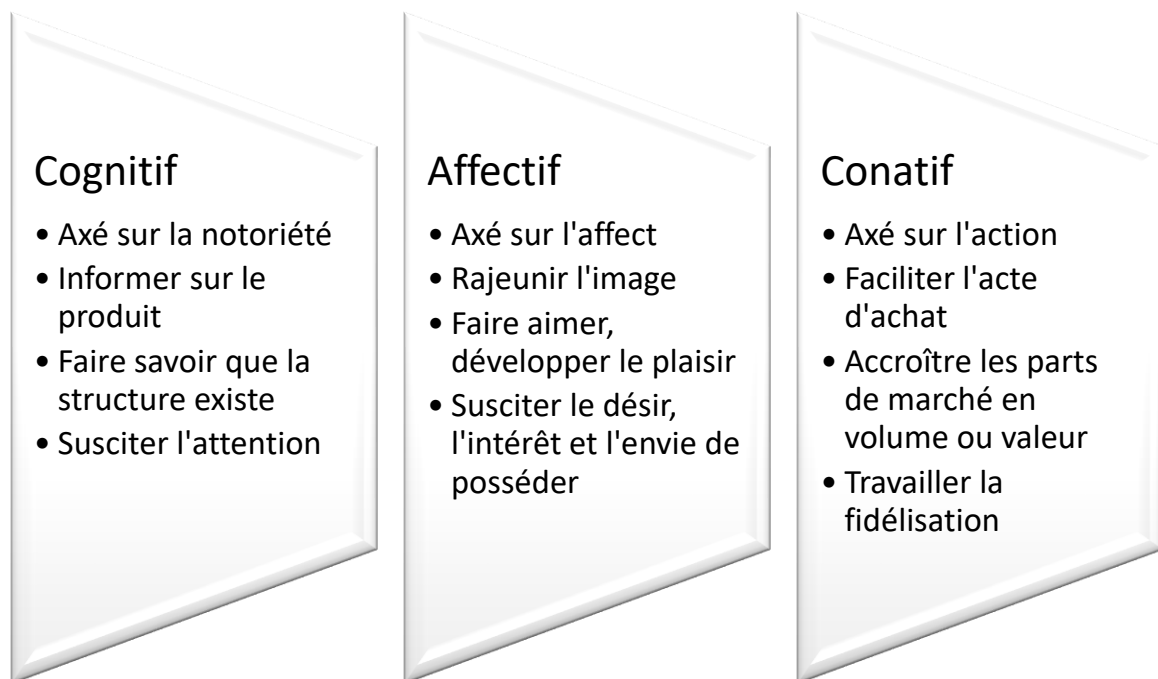 Cognitif
• Axé sur la notoriété
• Informer sur le
produit
• Faire savoir que la
structure existe
• Susciter l'attention
Affectif
• Axé sur l'affect
• Rajeunir l'image
• Faire aimer,
développer le plaisir
• Susciter le désir,
l'intérêt et l'envie de
posséder
Conatif
• Axé sur l'action
• Faciliter l'acte
d'achat
• Accroître les parts
de marché en
volume ou valeur
• Travailler la
fidélisation